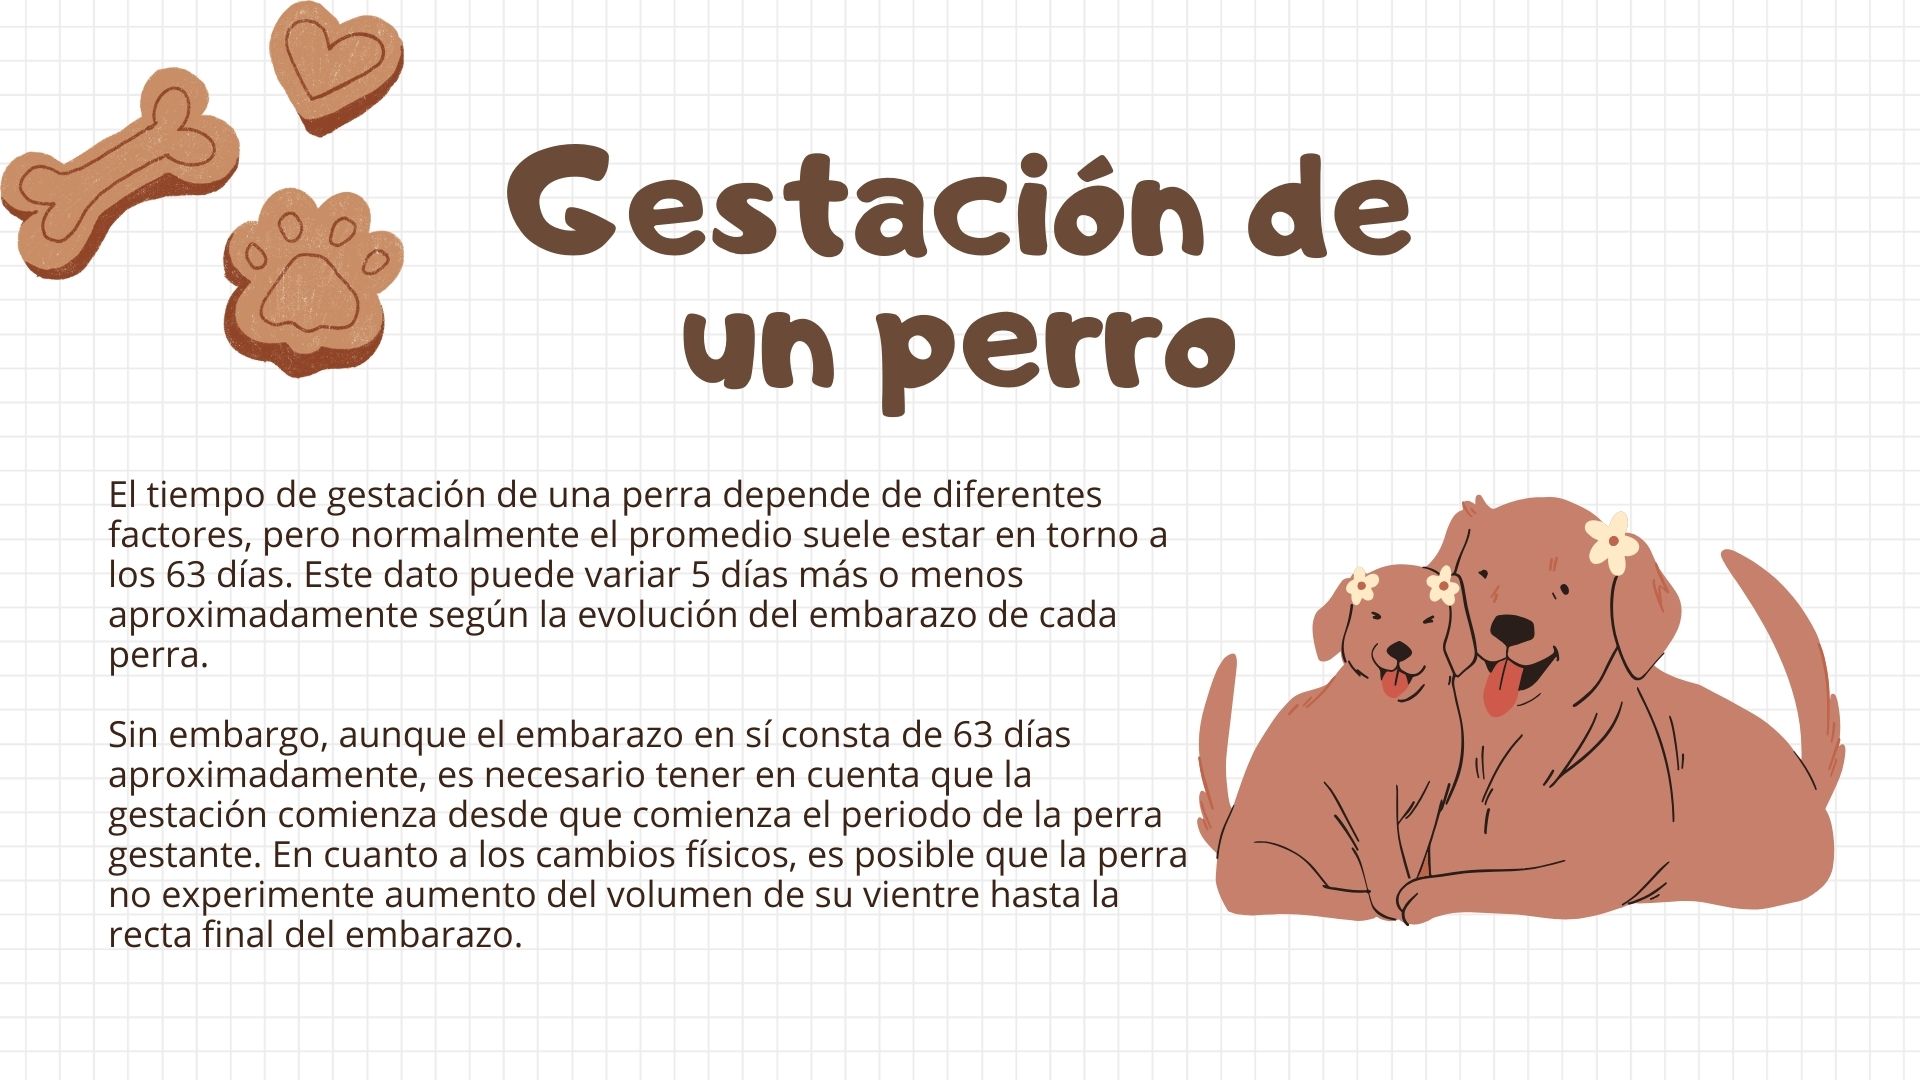 Gestación de
un perro
El tiempo de gestación de una perra depende de diferentes
factores, pero normalmente el promedio suele estar en torno a
los 63 días. Este dato puede variar 5 días más o menos
aproximadamente según la evolución del embarazo de cada
perra.
Sin embargo, aunque el embarazo en sí consta de 63 días
aproximadamente, es necesario tener en cuenta que la
gestación comienza desde que comienza el periodo de la perra
gestante. En cuanto a los cambios físicos, es posible que la perra
no experimente aumento del volumen de su vientre hasta la
recta final del embarazo.